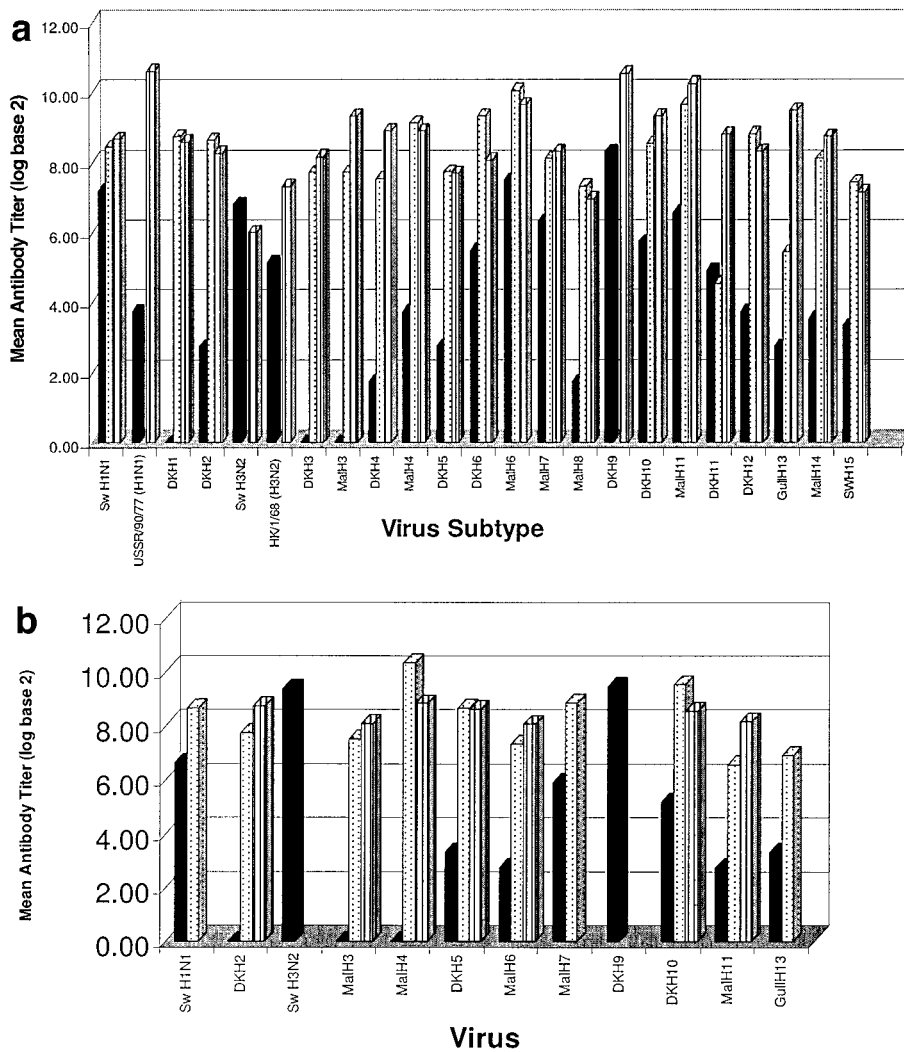 a
12.00
10.00
8.00
6.00
4.00
2.00
0.00
Mean Antibody Titer (log base 2)
Sw H1N1
USSR/90/77 (H1N1)
DKH1
DKH2
Sw H3N2
HK/1/68 (H3N2)
DKH3
MalH3
DKH4
MalH4
DKH5
DKH6
MalH6
MalH7
MalH8
DKH9
DKH10
MalH11
DKH11
DKH12
GullH13
MalH14
SWH15
Virus Subtype
b
12.00
10.00
8.00
6.00
4.00
2.00
0.00
Mean Antibody Titer (log base 2)
Sw H1N1
DKH2
Sw H3N2
MalH3
MalH4
DKH5
MalH6
MalH7
DKH9
DKH10
MalH11
GullH13
Virus